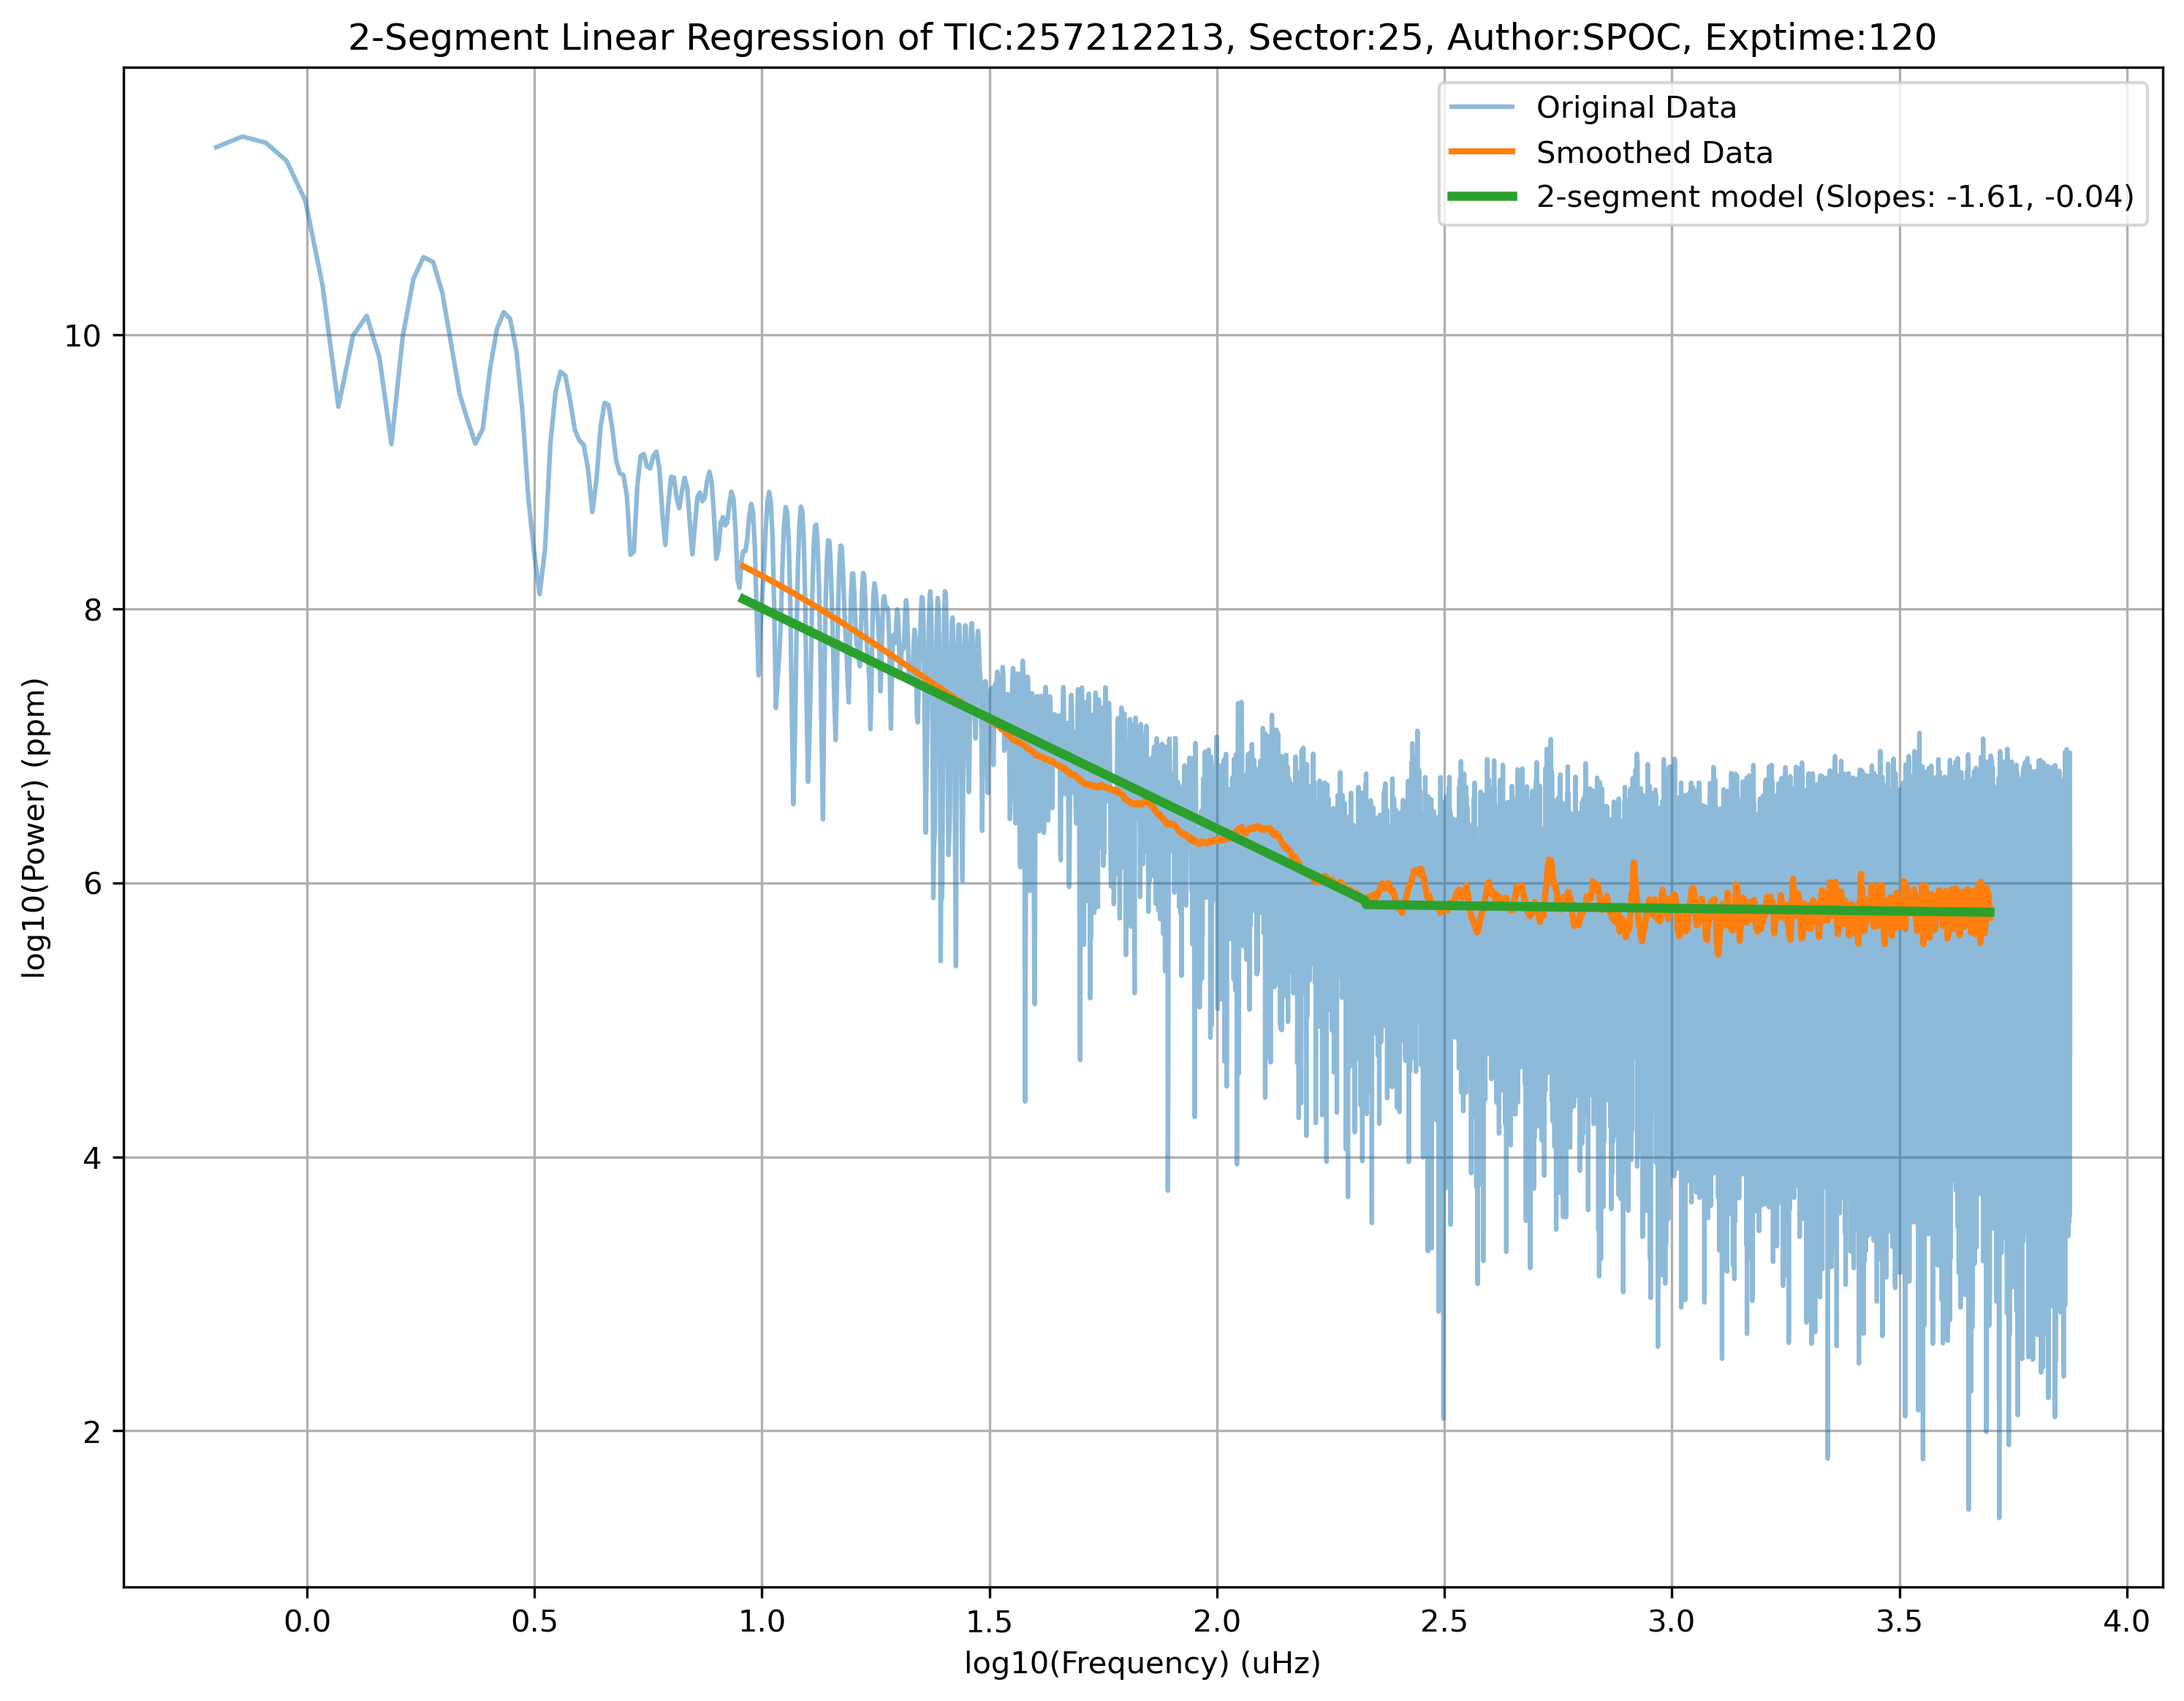 2-Segment Linear Regression of TIC:257212213, Sector:25, Author:SPOC, Exptime:120
Original Data
Smoothed Data
2-segment model (Slopes: -1.61, -0.04)
log10(Power) (ppm)
10
8
6
4
2
0.0 0.5 1.0 1.5 2.0 2.5 3.0 3.5 4.0
log10(Frequency) (uHz)